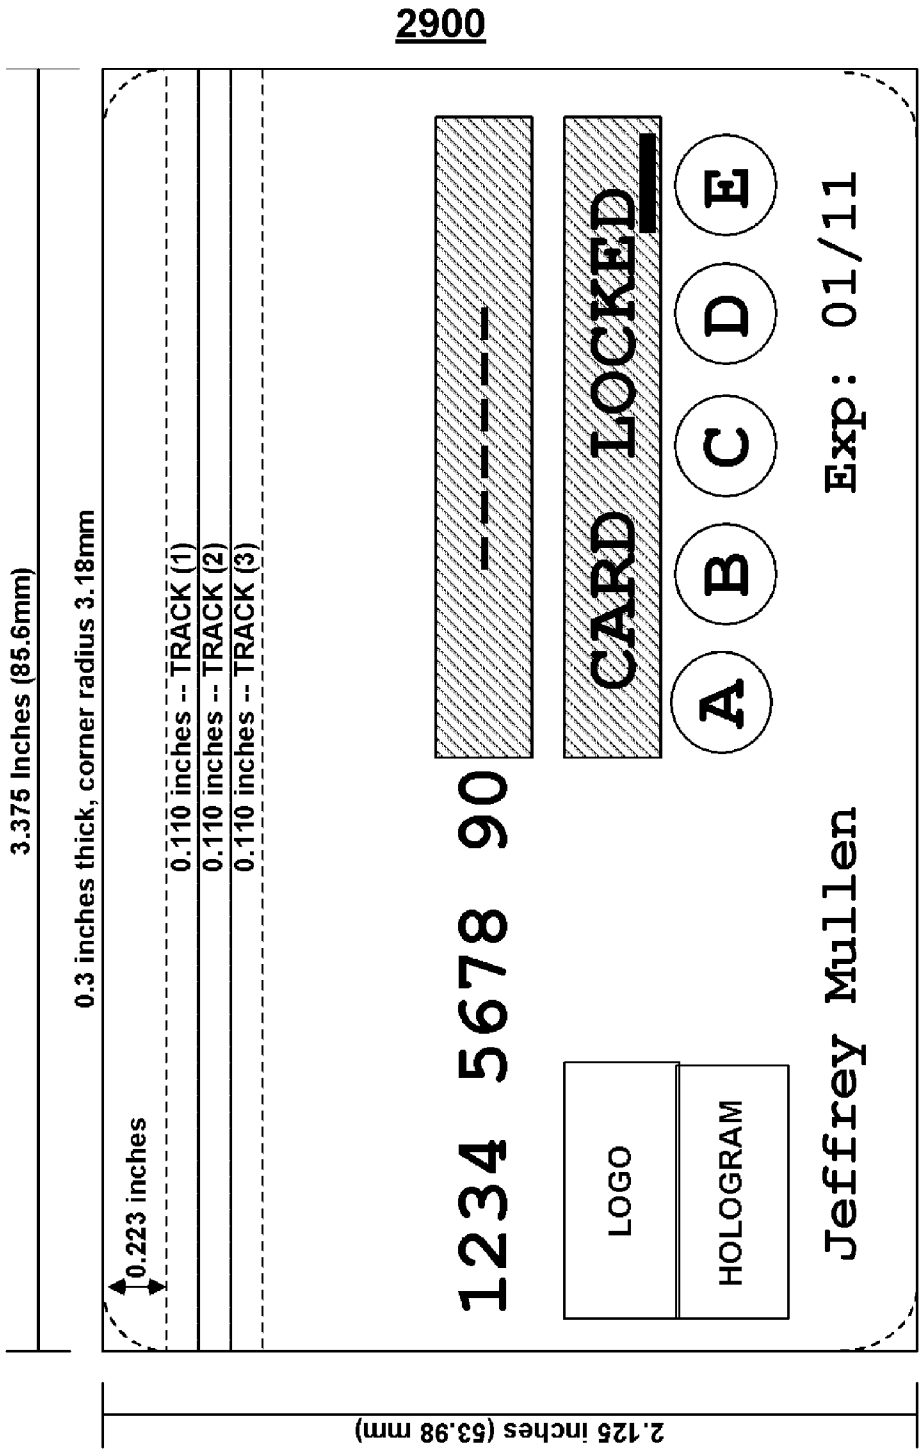 2900
3.375 Inches (85.6mm)
0.3 inches thick, corner radius 3.18mm
0.223 inches
0.110 inches -- TRACK (1)
0.110 inches -- TRACK (2)
0.110 inches -- TRACK (3)
1234 5678 90 ------
LOGO
HOLOGRAM
CARD LOCKED_
A B C D E
Jeffrey Mullen Exp: 01/11
2.125 inches (53.98 mm)